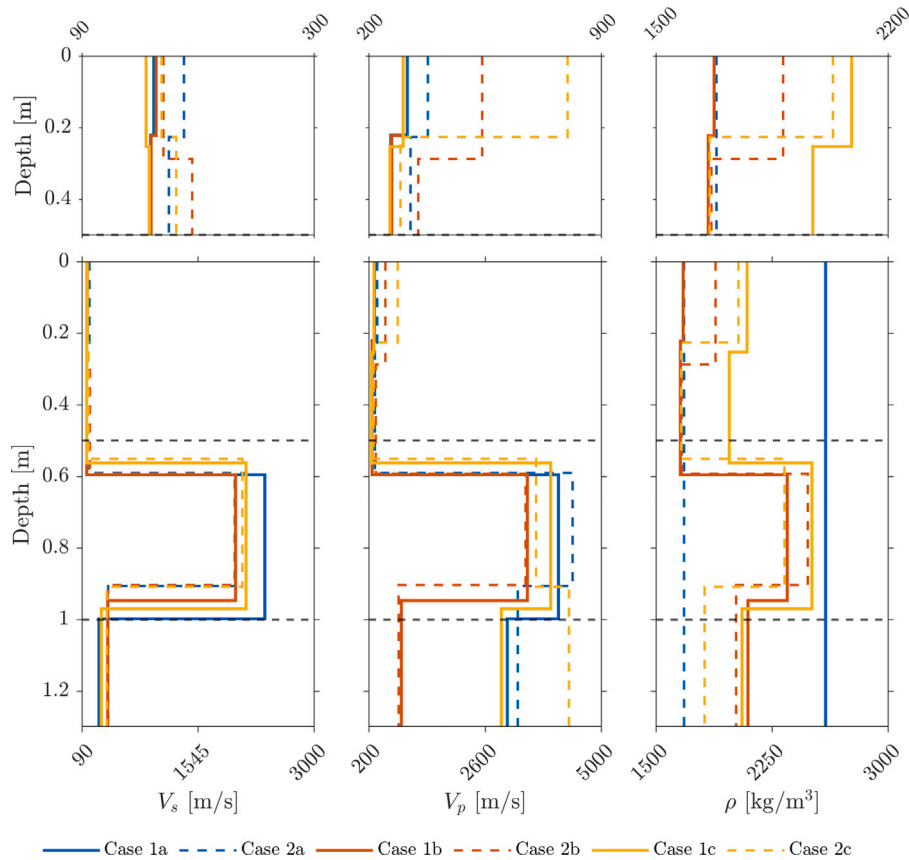 90 300 200 900 1500 2200
0
0.2
0.4
Depth [m]
0
0.2
0.4
0.6
0.8
1
1.2
Depth [m]
90 1545 3000 200 2600 5000 1500 2250 3000
Vs [m/s] Vp [m/s] ρ [kg/m³]
Case 1a Case 2a Case 1b Case 2b Case 1c Case 2c